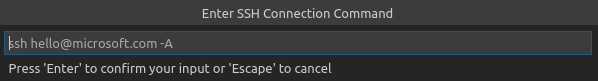 Enter SSH Connection Command
ssh hello@microsoft.com -A
Press 'Enter' to confirm your input or 'Escape' to cancel